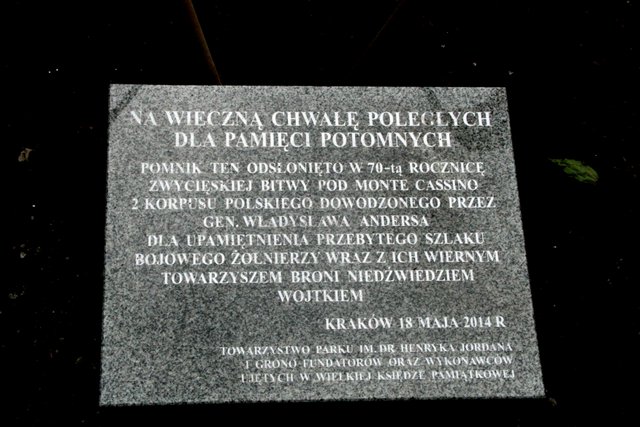 NA WIECZNĄ CHWAŁĘ POLEGŁYCH
DLA PAMIĘCI POTOMNYCH
POMNIK TEN ODSŁONIĘTO W 70-tą ROCZNICĘ
ZWYCIĘSKIEJ BITWY POD MONTE CASSINO
2 KORPUSU POLSKIEGO DOWODZONEGO PRZEZ
GEN. WŁADYSŁAWA ANDERSA
DLA UPAMIĘTNIENIA PRZEBYTEGO SZLAKU
BOJOWEGO ŻOŁNIERZY WRAZ Z ICH WIERNYM
TOWARZYSZEM BRONI NIEDŹWIEDZIEM
WOJTKIEM
KRAKÓW 18 MAJA 2014 R
TOWARZYSTWO PARKU IM. DR HENRYKA JORDANA
I GRONO FUNDATORÓW ORAZ WYKONAWCÓW
UJĘTYCH W WIELKIEJ KSIĘDZE PAMIĄTKOWEJ